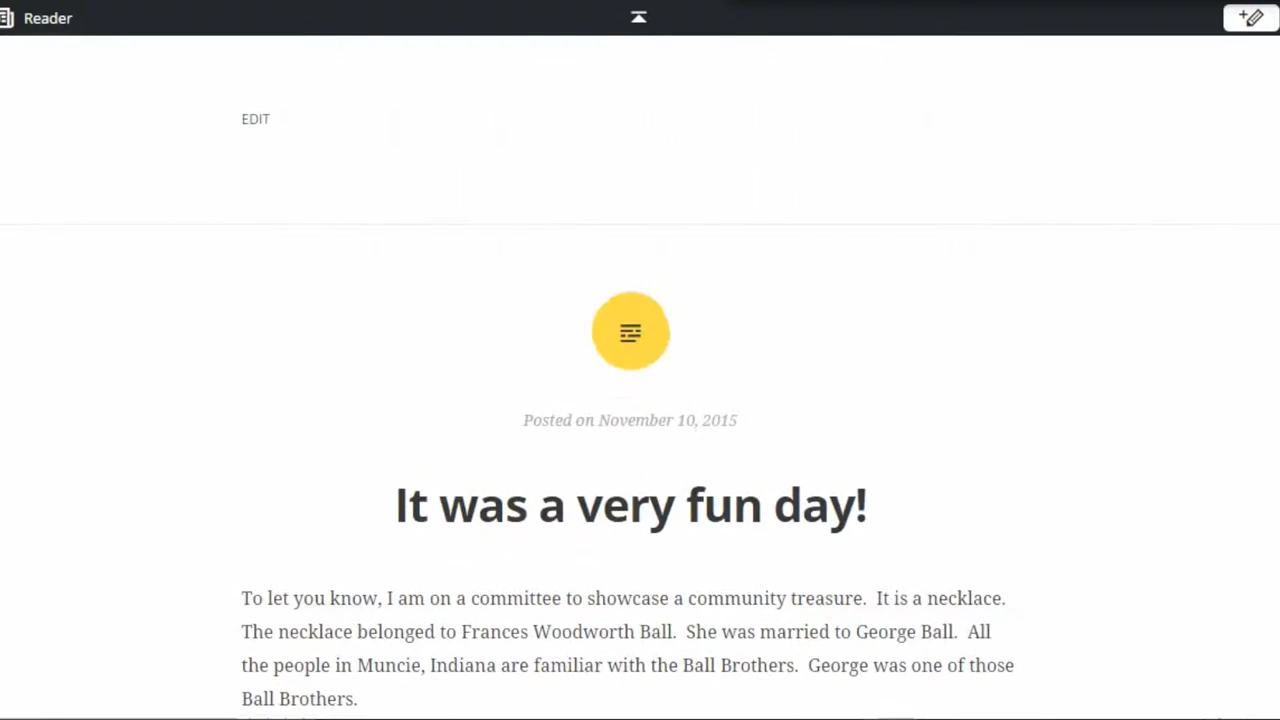 Reader
EDIT
Posted on November 10, 2015
It was a very fun day!
To let you know, I am on a committee to showcase a community treasure.  It is a necklace.
The necklace belonged to Frances Woodworth Ball.  She was married to George Ball.  All
the people in Muncie, Indiana are familiar with the Ball Brothers.  George was one of those
Ball Brothers.